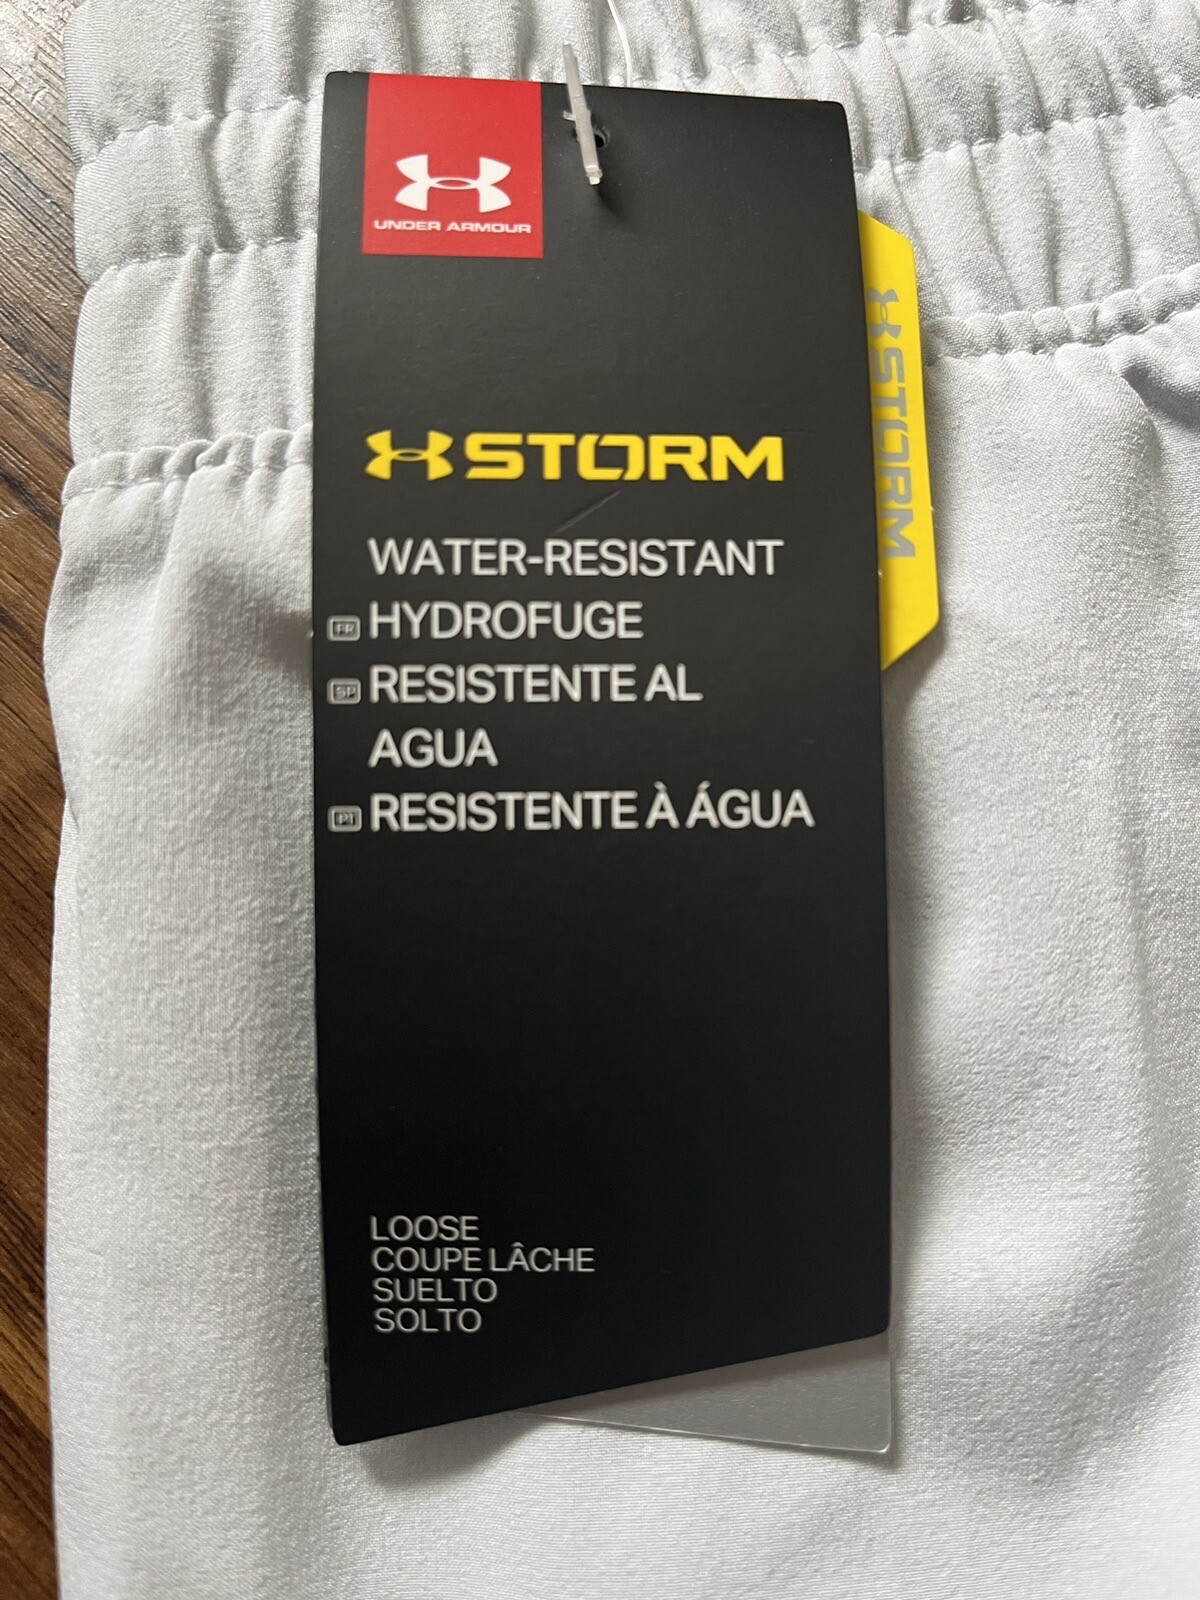 UNDER ARMOUR
STORM
WATER-RESISTANT
FR HYDROFUGE
SP RESISTENTE AL
AGUA
PT RESISTENTE À ÁGUA
LOOSE
COUPE LÂCHE
SUELTO
SOLTO
STORM